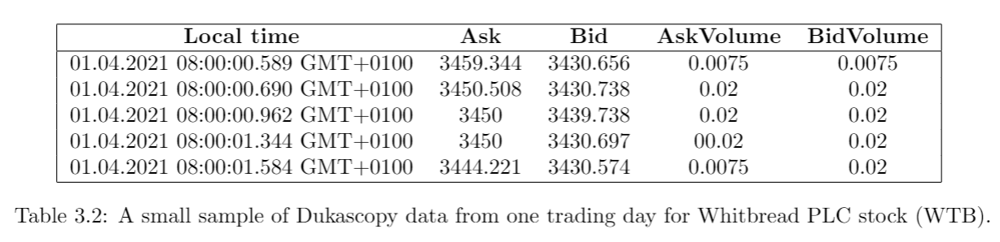 Local time Ask Bid AskVolume BidVolume
01.04.2021 08:00:00.589 GMT+0100 3459.344 3430.656 0.0075 0.0075
01.04.2021 08:00:00.690 GMT+0100 3450.508 3430.738 0.02 0.02
01.04.2021 08:00:00.962 GMT+0100 3450 3439.738 0.02 0.02
01.04.2021 08:00:01.344 GMT+0100 3450 3430.697 00.02 0.02
01.04.2021 08:00:01.584 GMT+0100 3444.221 3430.574 0.0075 0.02
Table 3.2: A small sample of Dukascopy data from one trading day for Whitbread PLC stock (WTB).